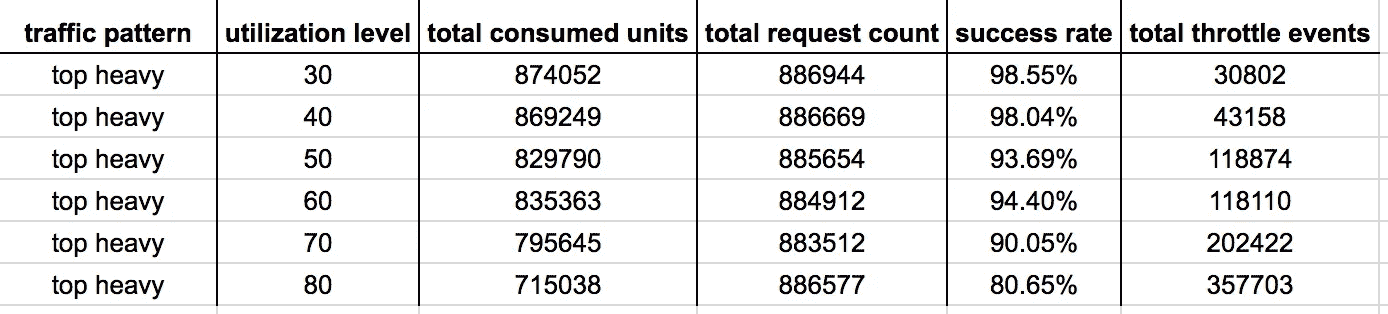 traffic pattern utilization level total consumed units total request count success rate total throttle events
top heavy 30 874052 886944 98.55% 30802
top heavy 40 869249 886669 98.04% 43158
top heavy 50 829790 885654 93.69% 118874
top heavy 60 835363 884912 94.40% 118110
top heavy 70 795645 883512 90.05% 202422
top heavy 80 715038 886577 80.65% 357703